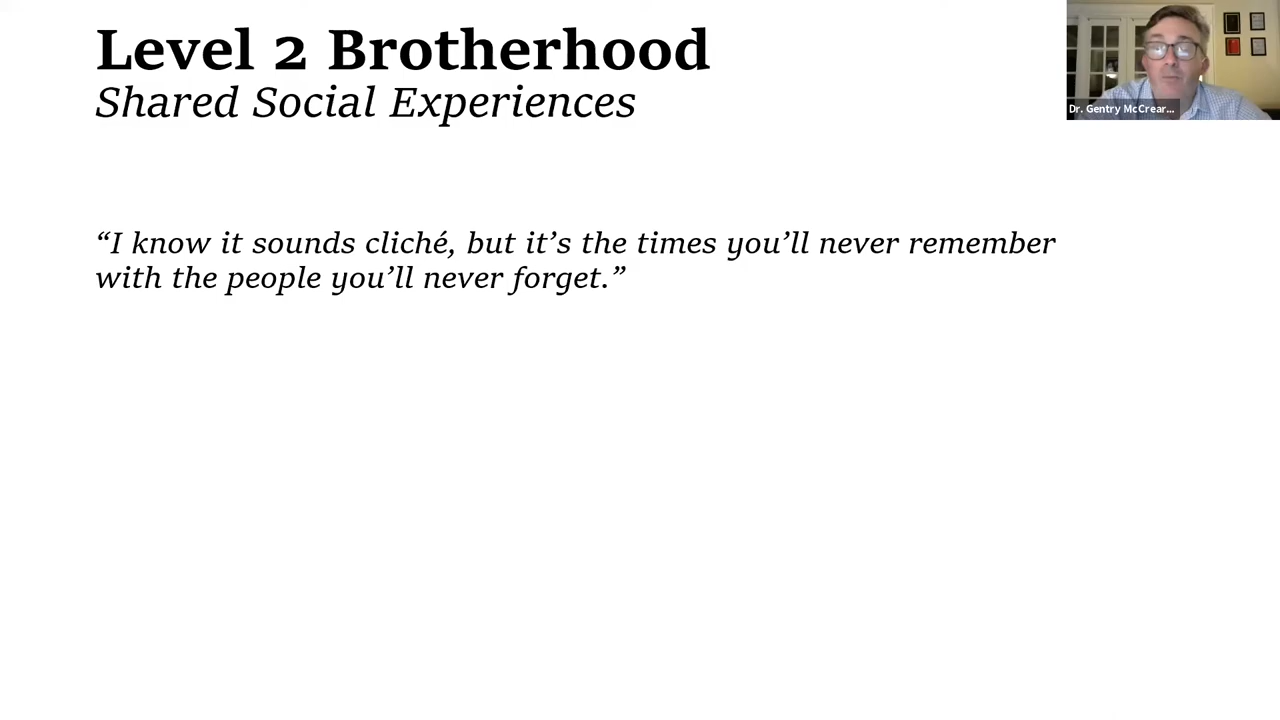 Level 2 Brotherhood
Shared Social Experiences
“I know it sounds cliché, but it’s the times you’ll never remember
with the people you’ll never forget.”
Dr. Gentry McCrear...